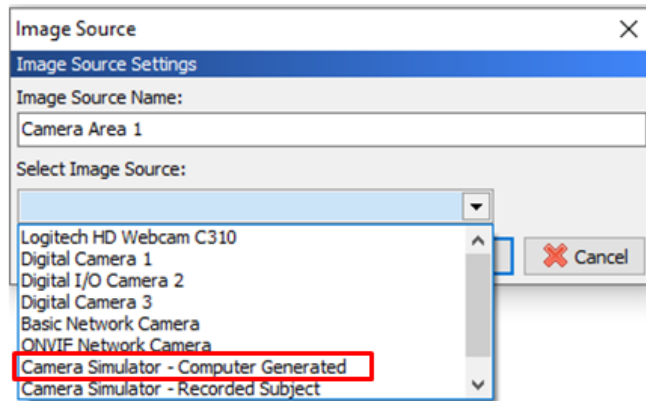 Image Source
Image Source Settings
Image Source Name:
Camera Area 1
Select Image Source:
Logitech HD Webcam C310
Digital Camera 1
Digital I/O Camera 2
Digital Camera 3
Basic Network Camera
ONVIF Network Camera
Camera Simulator - Computer Generated
Camera Simulator - Recorded Subject
Cancel